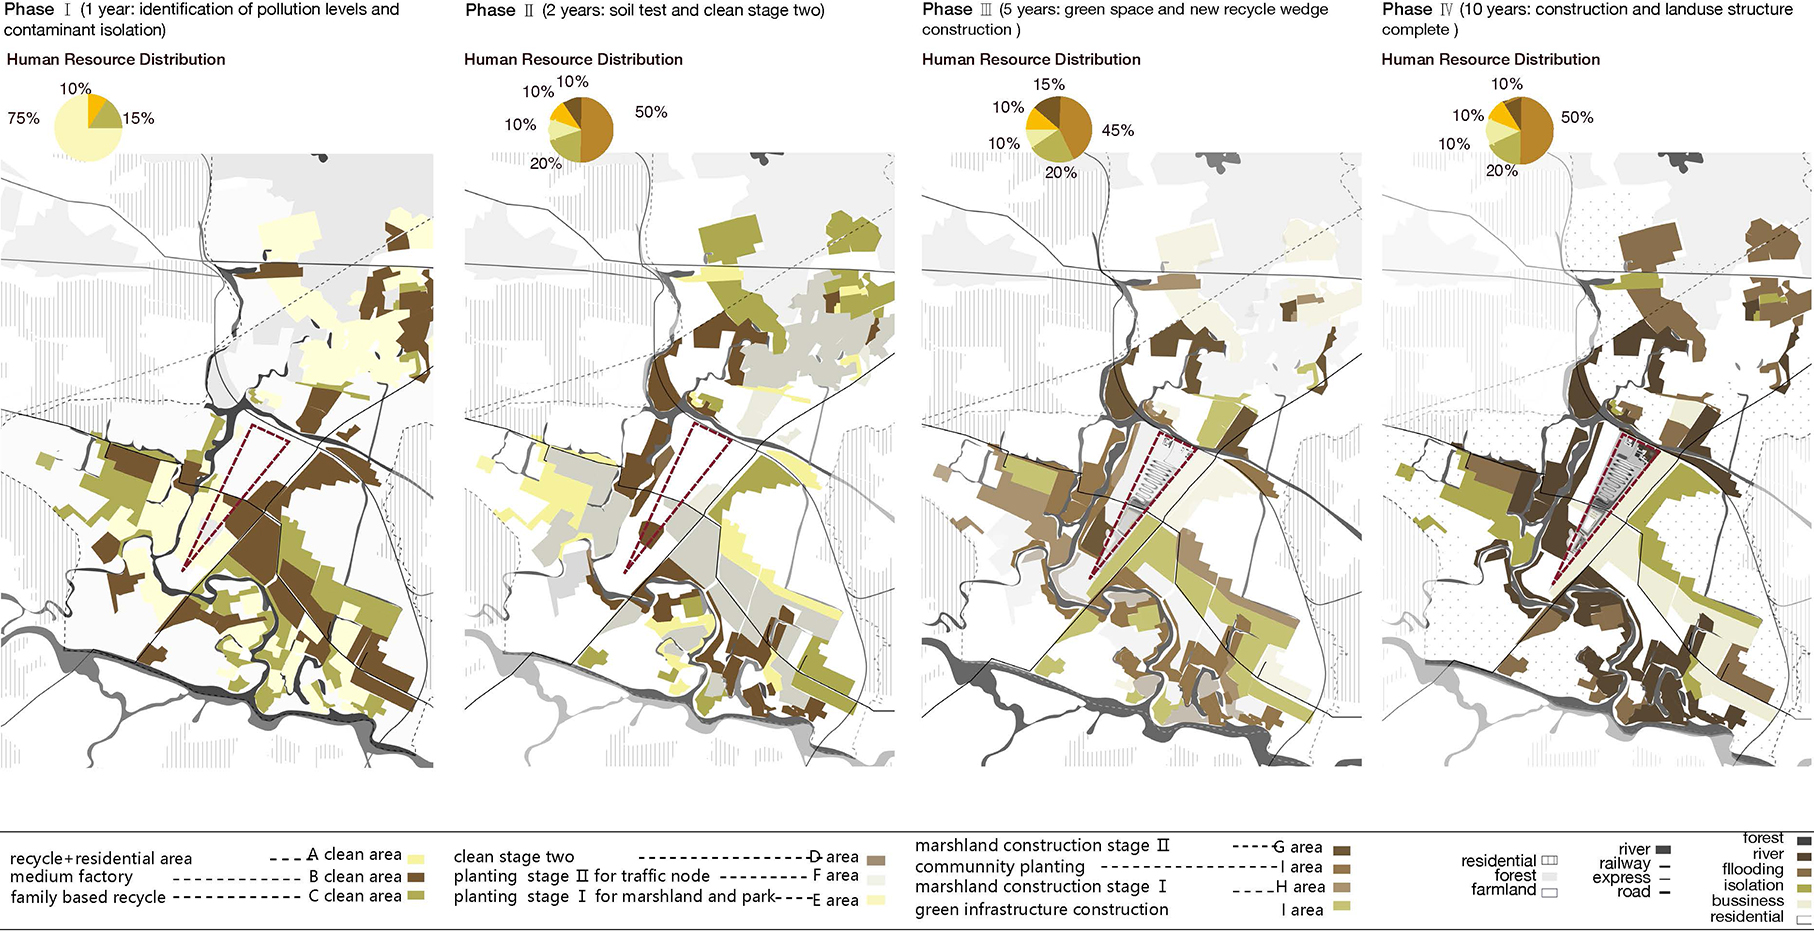 Phase Ⅰ (1 year: identification of pollution levels and
contaminant isolation)
Human Resource Distribution
10%
75%
15%
Phase Ⅱ (2 years: soil test and clean stage two)
Human Resource Distribution
10%
10%
50%
10%
20%
Phase Ⅲ (5 years: green space and new recycle wedge
construction )
Human Resource Distribution
15%
10%
45%
10%
20%
Phase Ⅳ (10 years: construction and landuse structure
complete )
Human Resource Distribution
10%
10%
50%
10%
20%
recycle+residential area A clean area
medium factory B clean area
family based recycle C clean area
clean stage two D area
planting stage Ⅱ for traffic node F area
planting stage Ⅰ for marshland and park E area
marshland construction stage Ⅱ G area
communnity planting I area
marshland construction stage Ⅰ H area
green infrastructure construction I area
residential
forest
farmland
river
railway
express
road
forest
river
fllooding
isolation
bussiness
residential